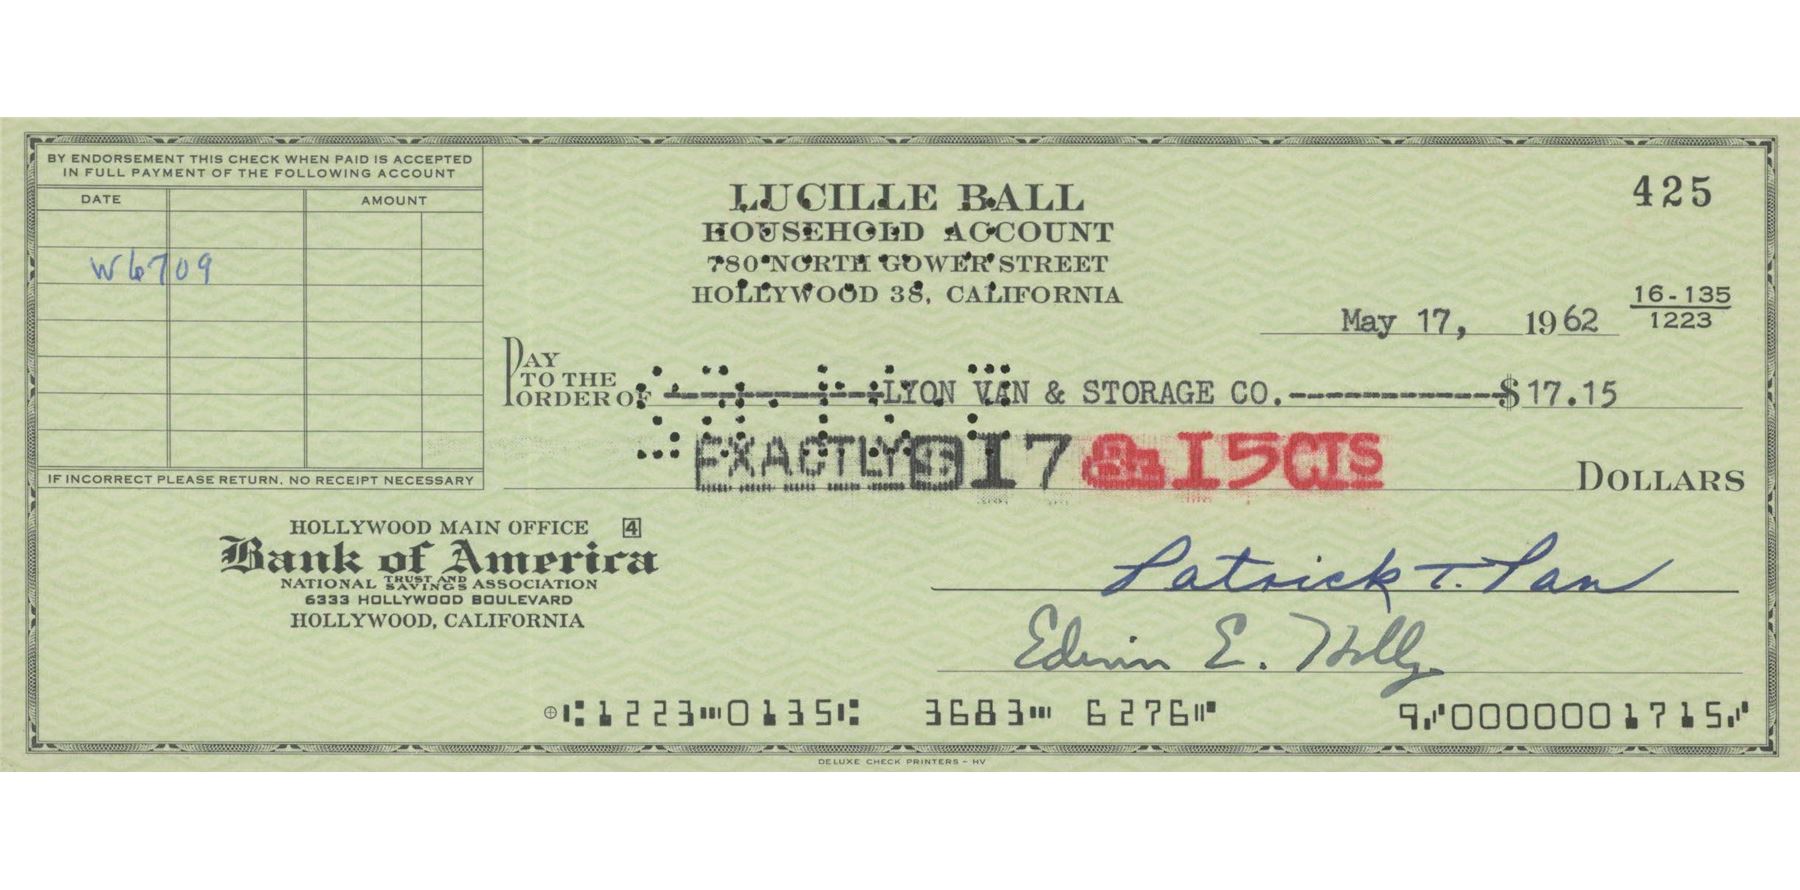 BY ENDORSEMENT THIS CHECK WHEN PAID IS ACCEPTED
IN FULL PAYMENT OF THE FOLLOWING ACCOUNT
DATE AMOUNT
W6709
IF INCORRECT PLEASE RETURN. NO RECEIPT NECESSARY
LUCILLE BALL
HOUSEHOLD ACCOUNT
780 NORTH GOWER STREET
HOLLYWOOD 38, CALIFORNIA
425
16-135
1223
May 17, 1962
PAY
TO THE
ORDER OF LYON VAN & STORAGE CO. $17.15
EXACTLY $17 & 15CTS DOLLARS
HOLLYWOOD MAIN OFFICE 4
Bank of America
NATIONAL TRUST AND SAVINGS ASSOCIATION
6333 HOLLYWOOD BOULEVARD
HOLLYWOOD, CALIFORNIA
Patrick T.
Edwin E.
1223 0135 3683 6276 9 0000001715
DELUXE CHECK PRINTERS - HV